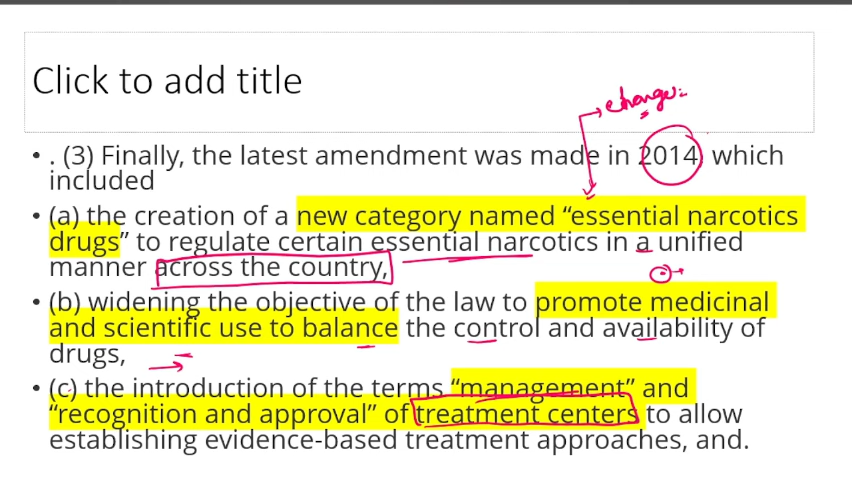 Click to add title
change:-
• . (3) Finally, the latest amendment was made in 2014, which
included
• (a) the creation of a new category named “essential narcotics
drugs” to regulate certain essential narcotics in a unified
manner across the country,
• (b) widening the objective of the law to promote medicinal
and scientific use to balance the control and availability of
drugs,
• (c) the introduction of the terms “management” and
“recognition and approval” of treatment centers to allow
establishing evidence-based treatment approaches, and.